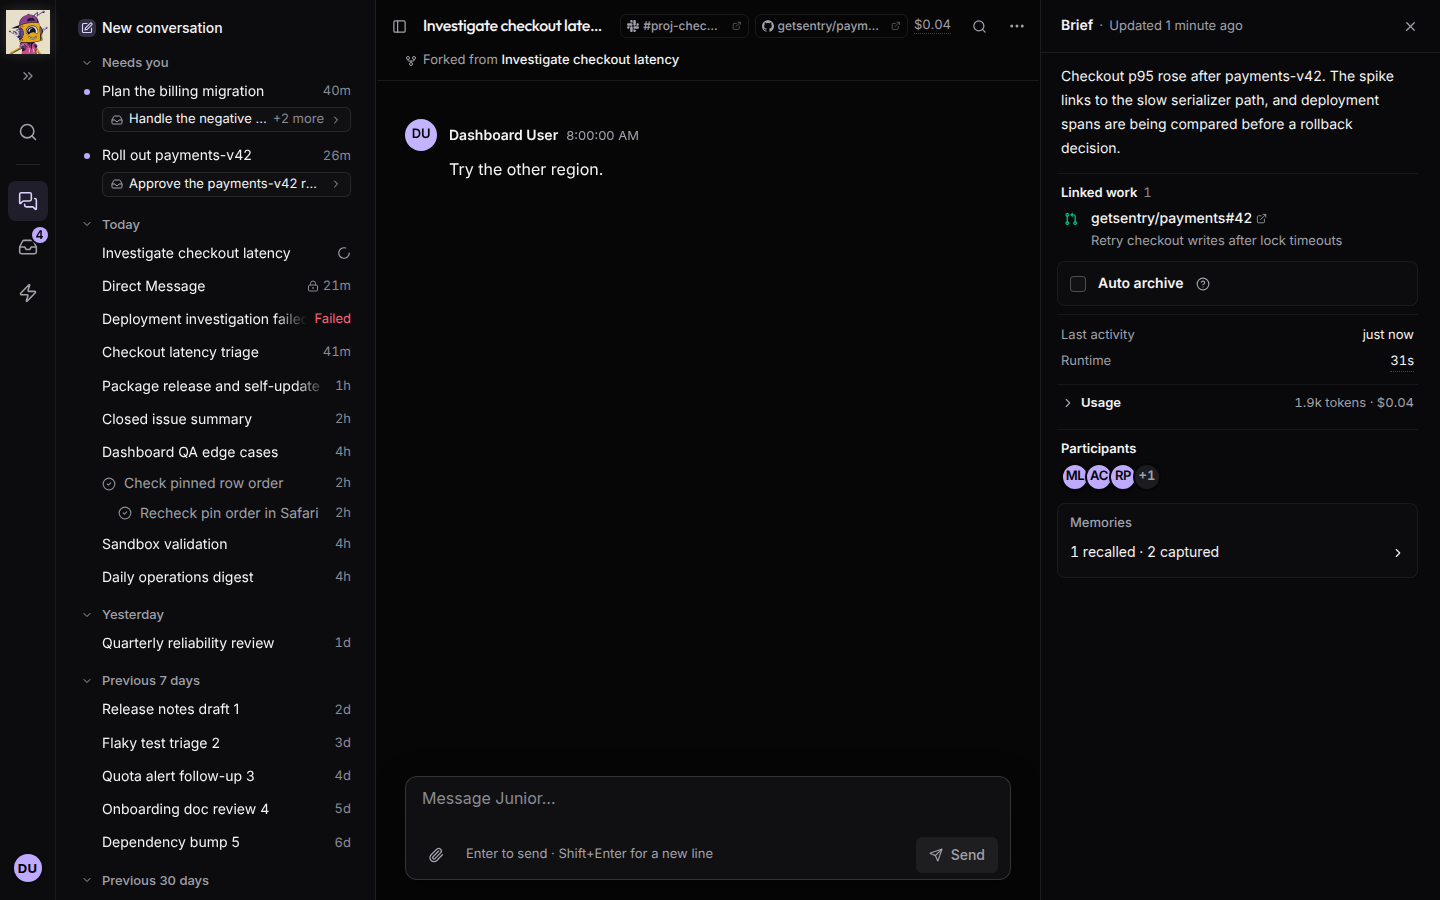 New conversation
Needs you
Plan the billing migration 40m
Handle the negative ... +2 more
Roll out payments-v42 26m
Approve the payments-v42 r...
Today
Investigate checkout latency
Direct Message 21m
Deployment investigation failed Failed
Checkout latency triage 41m
Package release and self-update 1h
Closed issue summary 2h
Dashboard QA edge cases 4h
Check pinned row order 2h
Recheck pin order in Safari 2h
Sandbox validation 4h
Daily operations digest 4h
Yesterday
Quarterly reliability review 1d
Previous 7 days
Release notes draft 1 2d
Flaky test triage 2 3d
Quota alert follow-up 3 4d
Onboarding doc review 4 5d
Dependency bump 5 6d
Previous 30 days
4
DU
Investigate checkout late... #proj-chec... getsentry/paym... $0.04
Forked from Investigate checkout latency
DU Dashboard User 8:00:00 AM
Try the other region.
Message Junior...
Enter to send · Shift+Enter for a new line Send
Brief · Updated 1 minute ago
Checkout p95 rose after payments-v42. The spike
links to the slow serializer path, and deployment
spans are being compared before a rollback
decision.
Linked work 1
getsentry/payments#42
Retry checkout writes after lock timeouts
Auto archive
Last activity just now
Runtime 31s
Usage 1.9k tokens · $0.04
Participants
ML AC RP +1
Memories
1 recalled · 2 captured